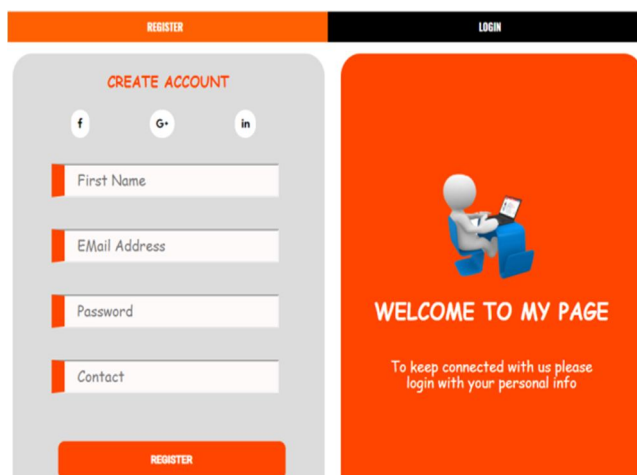 REGISTER
LOGIN
CREATE ACCOUNT
f
G+
in
First Name
EMail Address
Password
Contact
REGISTER
WELCOME TO MY PAGE
To keep connected with us please
login with your personal info